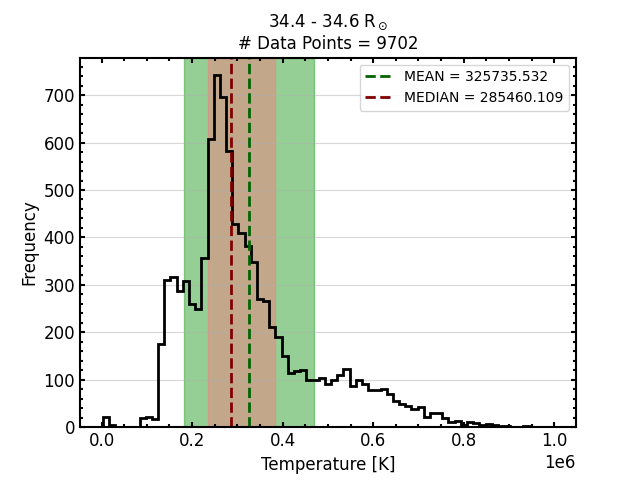 34.4 - 34.6 R⊙
# Data Points = 9702
MEAN = 325735.532
MEDIAN = 285460.109
700
600
500
400
300
200
100
0
Frequency
0.0 0.2 0.4 0.6 0.8 1.0
1e6
Temperature [K]